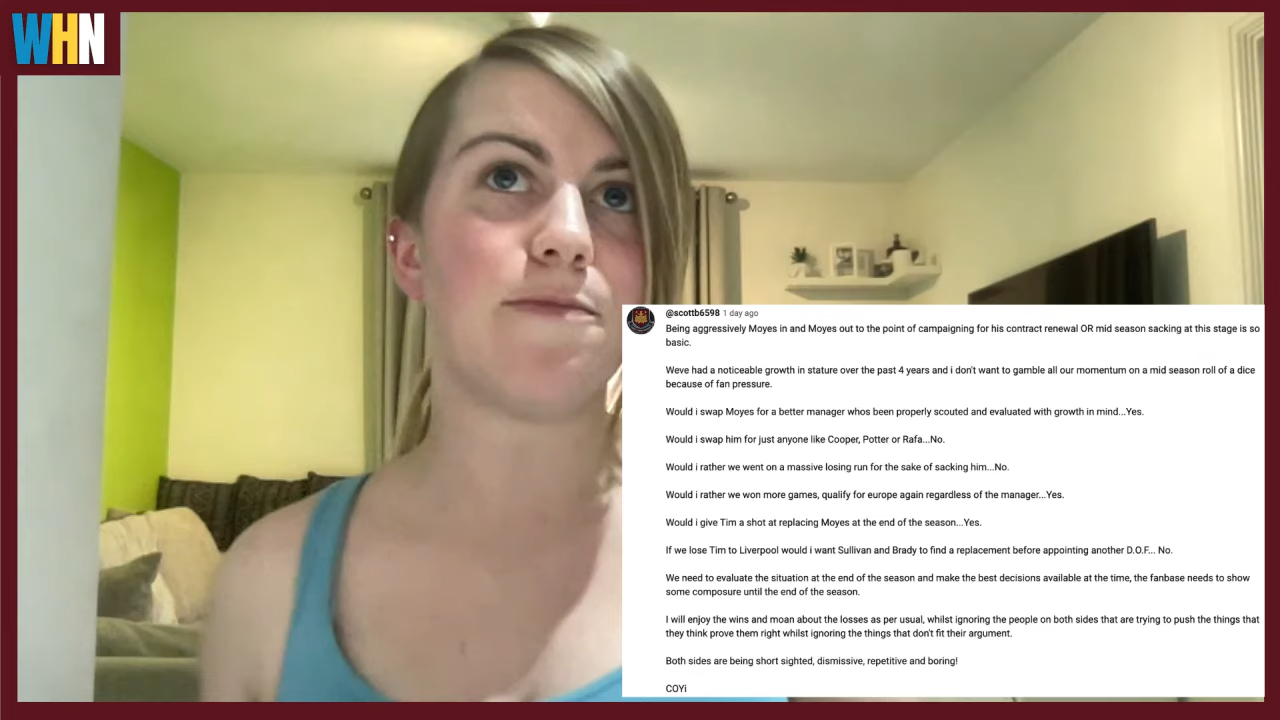 WHN
@scottb6598 1 day ago
Being aggressively Moyes in and Moyes out to the point of campaigning for his contract renewal OR mid season sacking at this stage is so
basic.
Weve had a noticeable growth in stature over the past 4 years and i don't want to gamble all our momentum on a mid season roll of a dice
because of fan pressure.
Would i swap Moyes for a better manager whos been properly scouted and evaluated with growth in mind...Yes.
Would i swap him for just anyone like Cooper, Potter or Rafa...No.
Would i rather we went on a massive losing run for the sake of sacking him...No.
Would i rather we won more games, qualify for europe again regardless of the manager...Yes.
Would i give Tim a shot at replacing Moyes at the end of the season...Yes.
If we lose Tim to Liverpool would i want Sullivan and Brady to find a replacement before appointing another D.O.F... No.
We need to evaluate the situation at the end of the season and make the best decisions available at the time, the fanbase needs to show
some composure until the end of the season.
I will enjoy the wins and moan about the losses as per usual, whilst ignoring the people on both sides that are trying to push the things that
they think prove them right whilst ignoring the things that don't fit their argument.
Both sides are being short sighted, dismissive, repetitive and boring!
COYi